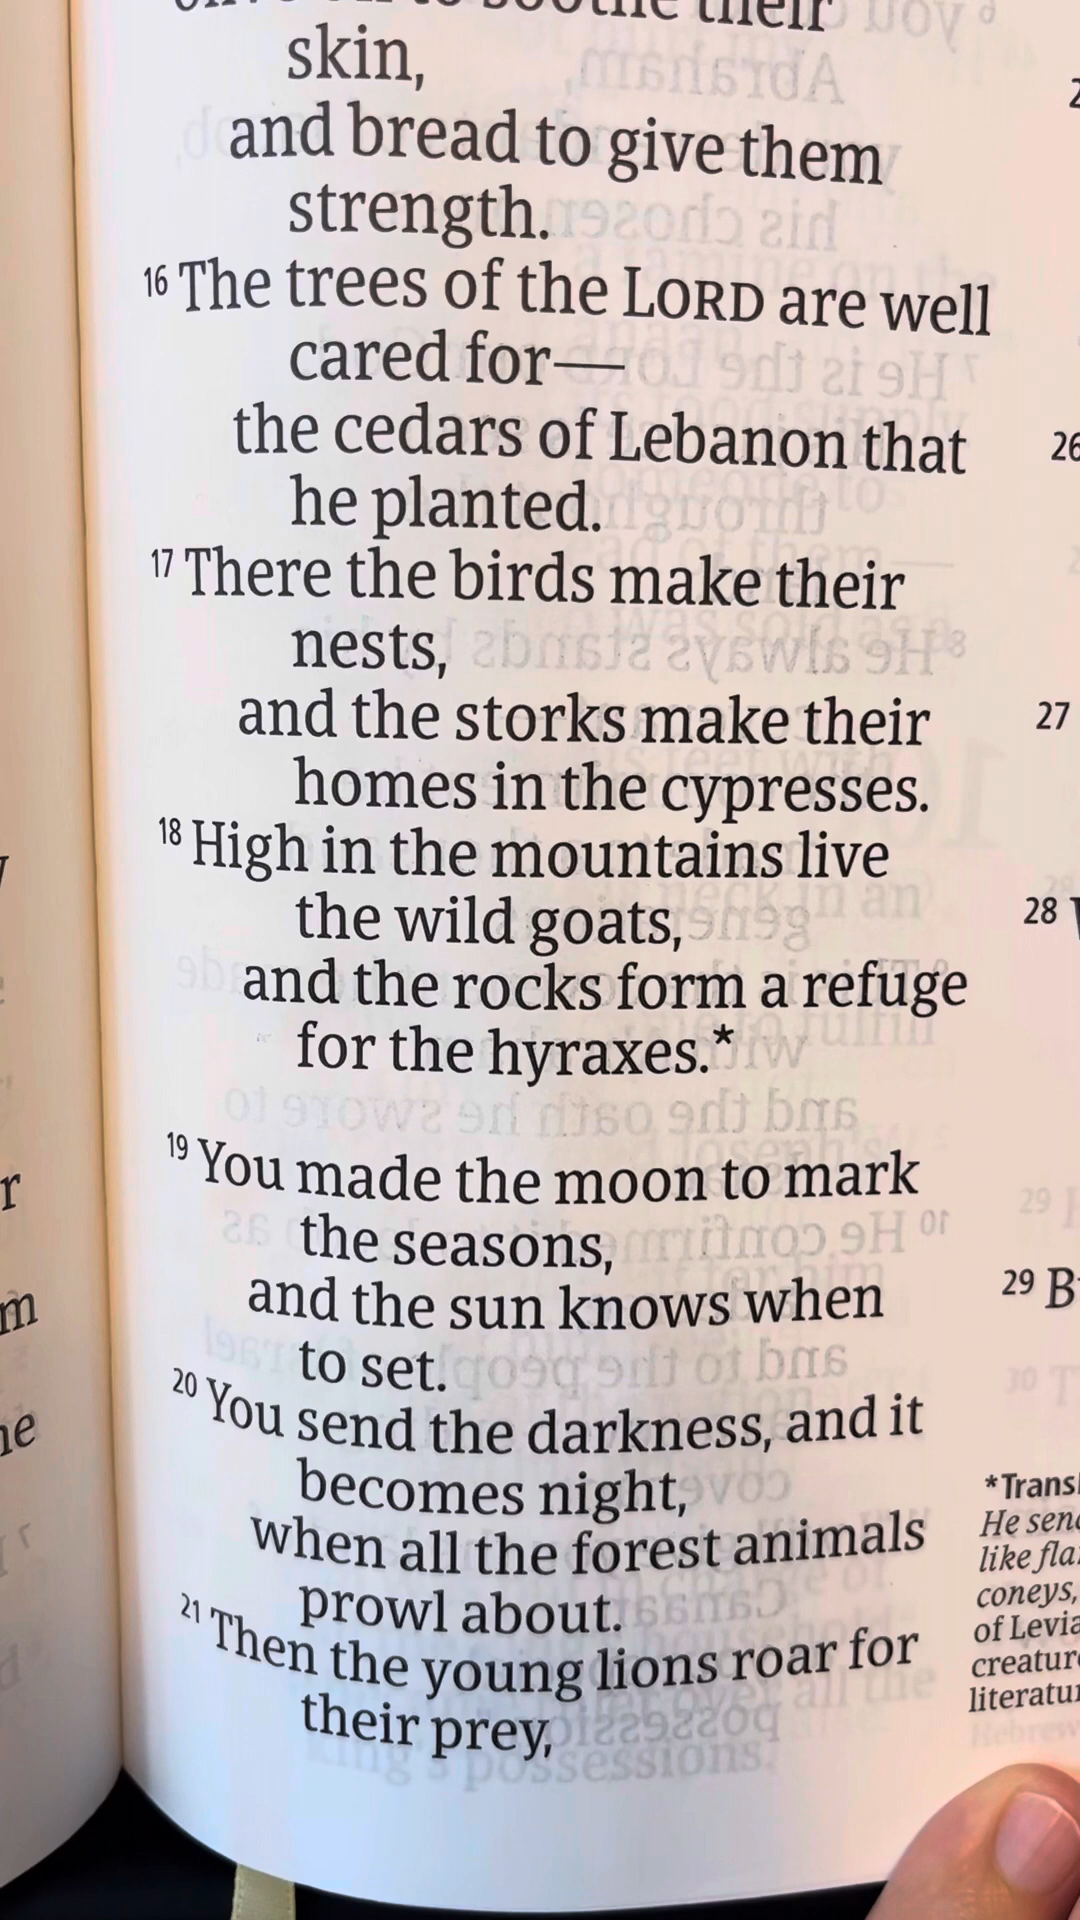 skin,
and bread to give them
strength.
16 The trees of the LORD are well
cared for—
the cedars of Lebanon that
he planted.
17 There the birds make their
nests,
and the storks make their
homes in the cypresses.
18 High in the mountains live
the wild goats,
and the rocks form a refuge
for the hyraxes.*
19 You made the moon to mark
the seasons,
and the sun knows when
to set.
20 You send the darkness, and it
becomes night,
when all the forest animals
prowl about.
21 Then the young lions roar for
their prey,
26
27
28
29
*Transl
He send
like fla
coneys,
of Levia
creature
literatur